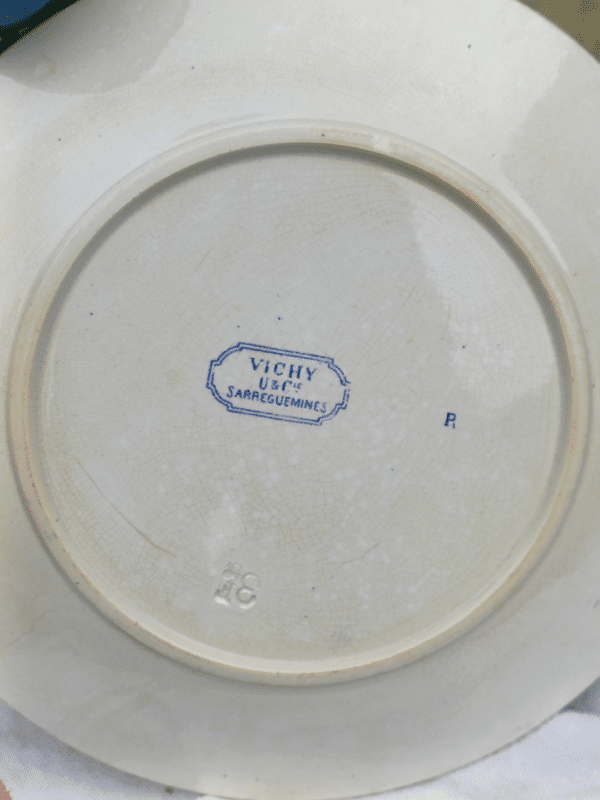 VICHY
U & Cie
SARREGUEMINES
R